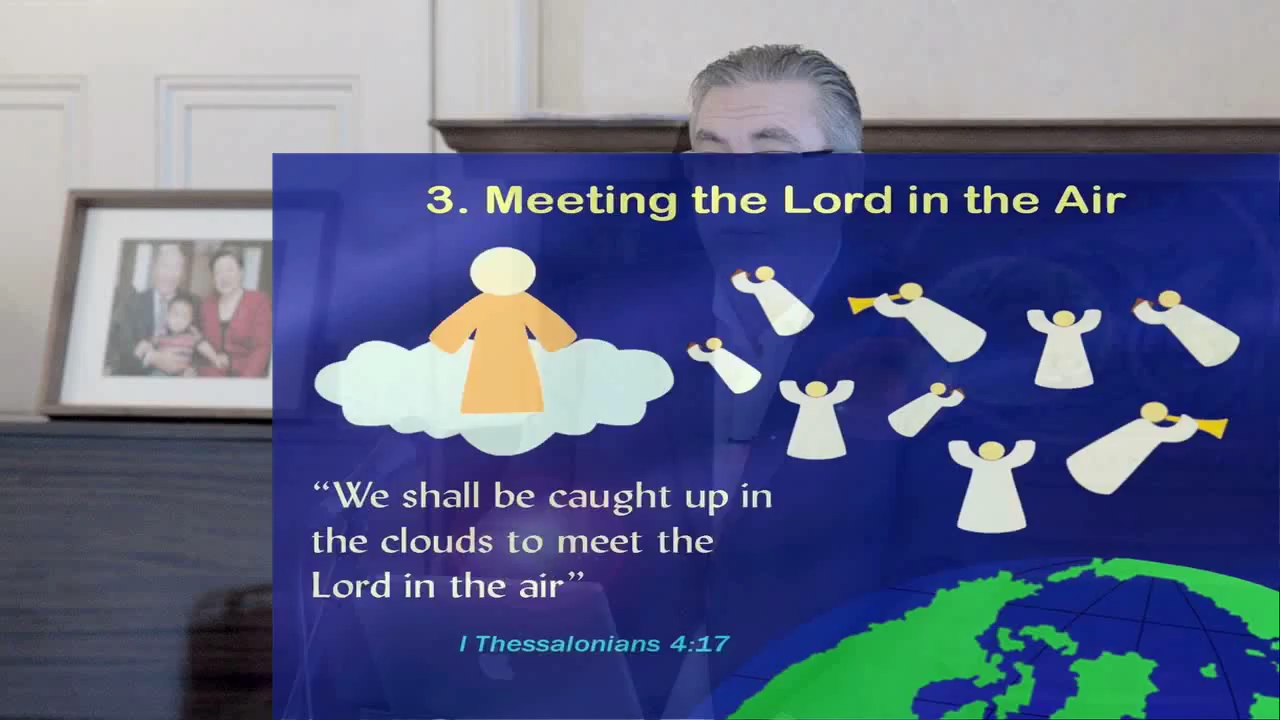 3. Meeting the Lord in the Air
“We shall be caught up in
the clouds to meet the
Lord in the air”
I Thessalonians 4:17